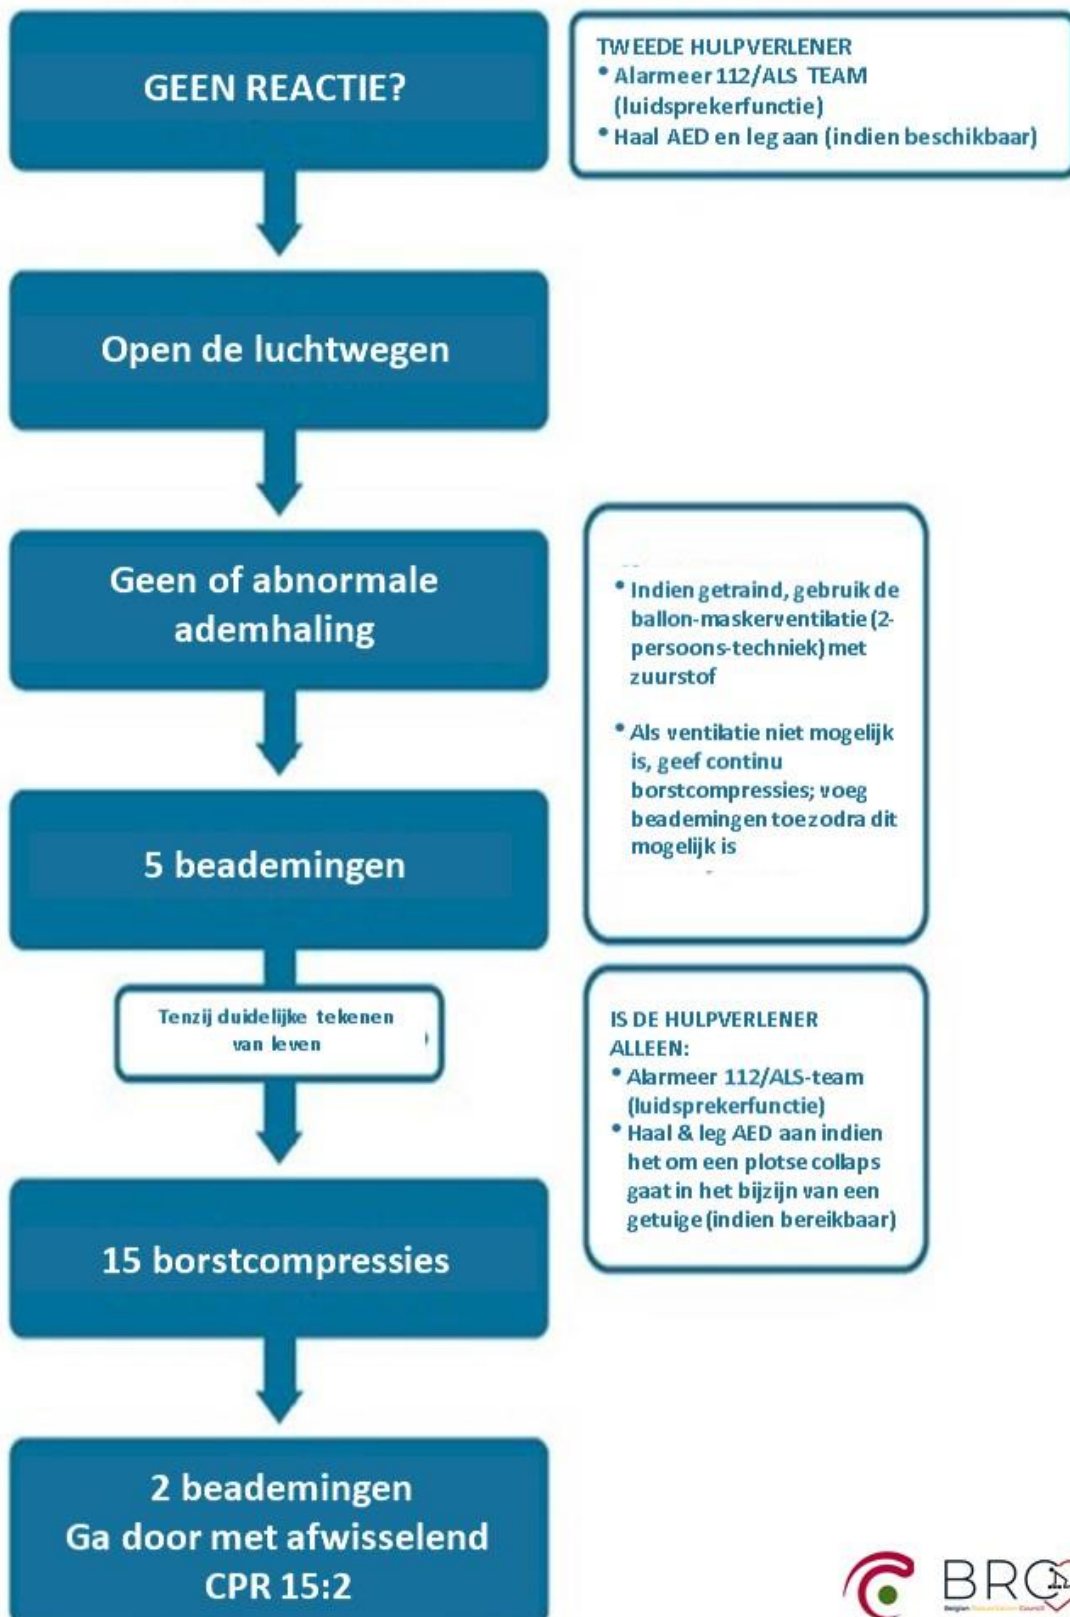 GEEN REACTIE?
TWEEDE HULPVERLENER
• Alarmeer 112/ALS TEAM
(luidsprekerfunctie)
• Haal AED en leg aan (indien beschikbaar)
Open de luchtwegen
Geen of abnormale
ademhaling
• Indien getraind, gebruik de
ballon-maskerventilatie (2-
persoons-techniek) met
zuurstof
• Als ventilatie niet mogelijk
is, geef continu
borstcompressies; voeg
beademingen toe zodra dit
mogelijk is
5 beademingen
Tenzij duidelijke tekenen
van leven
IS DE HULPVERLENER
ALLEEN:
• Alarmeer 112/ALS-team
(luidsprekerfunctie)
• Haal & leg AED aan indien
het om een plotse collaps
gaat in het bijzijn van een
getuige (indien bereikbaar)
15 borstcompressies
2 beademingen
Ga door met afwisselend
CPR 15:2
BRC
Belgian Resuscitation Council